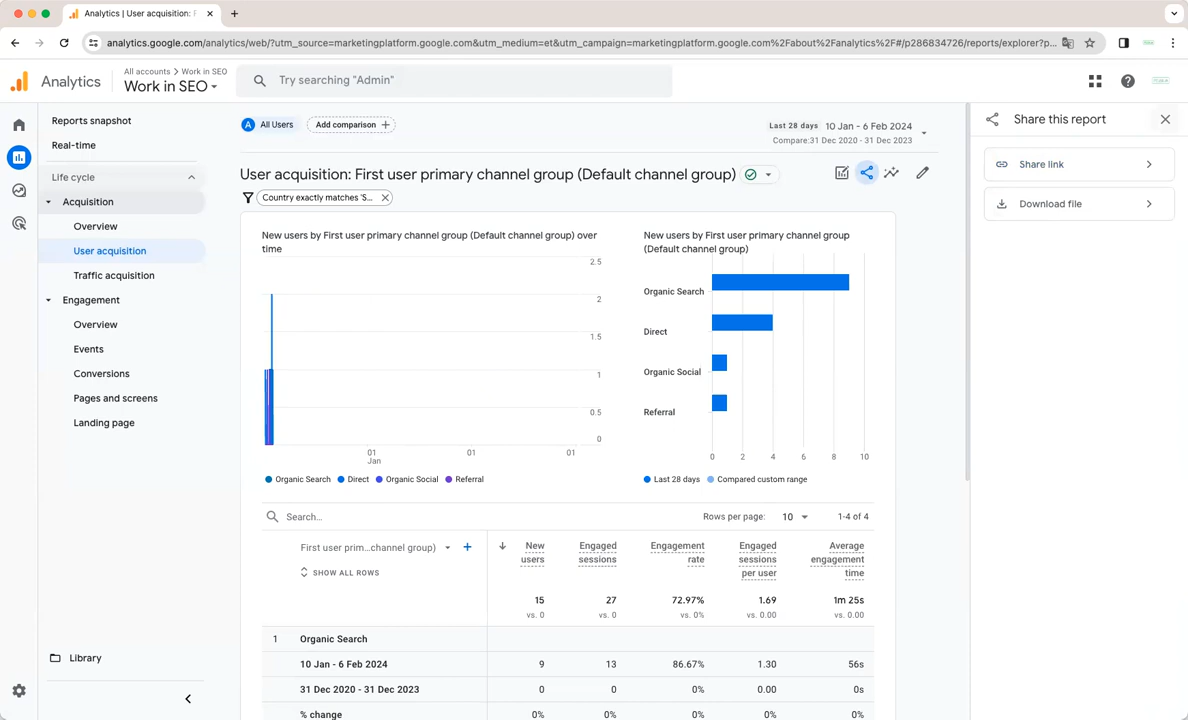 Analytics | User acquisition: F
analytics.google.com/analytics/web/?utm_source=marketingplatform.google.com&utm_medium=et&utm_campaign=marketingplatform.google.com%2Fabout%2Fanalytics%2F#/p286834726/reports/explorer?p...
Analytics
All accounts > Work in SEO
Work in SEO
Try searching "Admin"
Reports snapshot
Real-time
Life cycle
Acquisition
Overview
User acquisition
Traffic acquisition
Engagement
Overview
Events
Conversions
Pages and screens
Landing page
Library
A All Users
Add comparison +
Last 28 days 10 Jan - 6 Feb 2024
Compare: 31 Dec 2020 - 31 Dec 2023
User acquisition: First user primary channel group (Default channel group)
Country exactly matches 'S...
New users by First user primary channel group (Default channel group) over
time
2.5
2
1.5
1
0.5
0
01
Jan
01
01
Organic Search Direct Organic Social Referral
New users by First user primary channel group
(Default channel group)
Organic Search
Direct
Organic Social
Referral
0 2 4 6 8 10
Last 28 days Compared custom range
Search...
Rows per page: 10 1-4 of 4
First user prim...channel group)
SHOW ALL ROWS
New
users
Engaged
sessions
Engagement
rate
Engaged
sessions
per user
Average
engagement
time
15 27 72.97% 1.69 1m 25s
vs. 0 vs. 0 vs. 0% vs. 0.00 vs. 0.00
1 Organic Search
10 Jan - 6 Feb 2024 9 13 86.67% 1.30 56s
31 Dec 2020 - 31 Dec 2023 0 0 0% 0.00 0s
% change 0% 0% 0% 0% 0%
Share this report
Share link
Download file